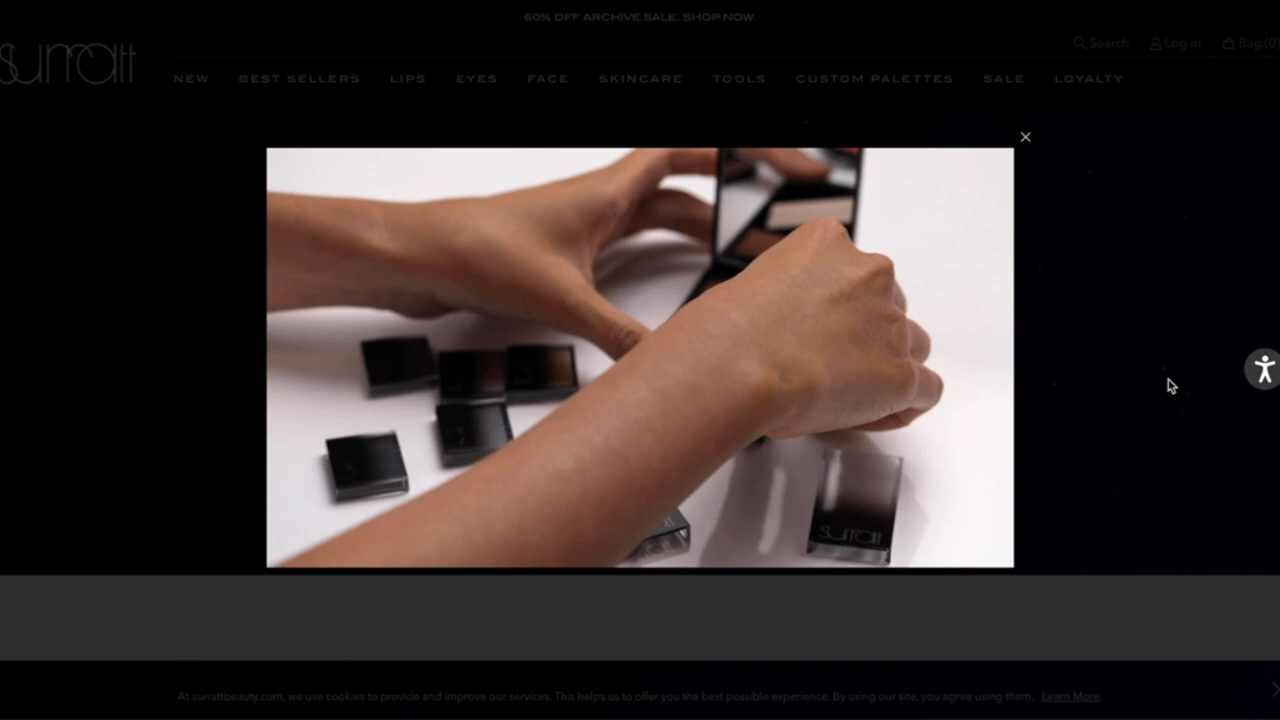 60% OFF ARCHIVE SALE. SHOP NOW.
Search Log in Bag (0)
surratt
NEW BEST SELLERS LIPS EYES FACE SKINCARE TOOLS CUSTOM PALETTES SALE LOYALTY
surratt
At surrattbeauty.com, we use cookies to provide and improve our services. This helps us to offer you the best possible experience. By using our site, you agree using them. Learn More.